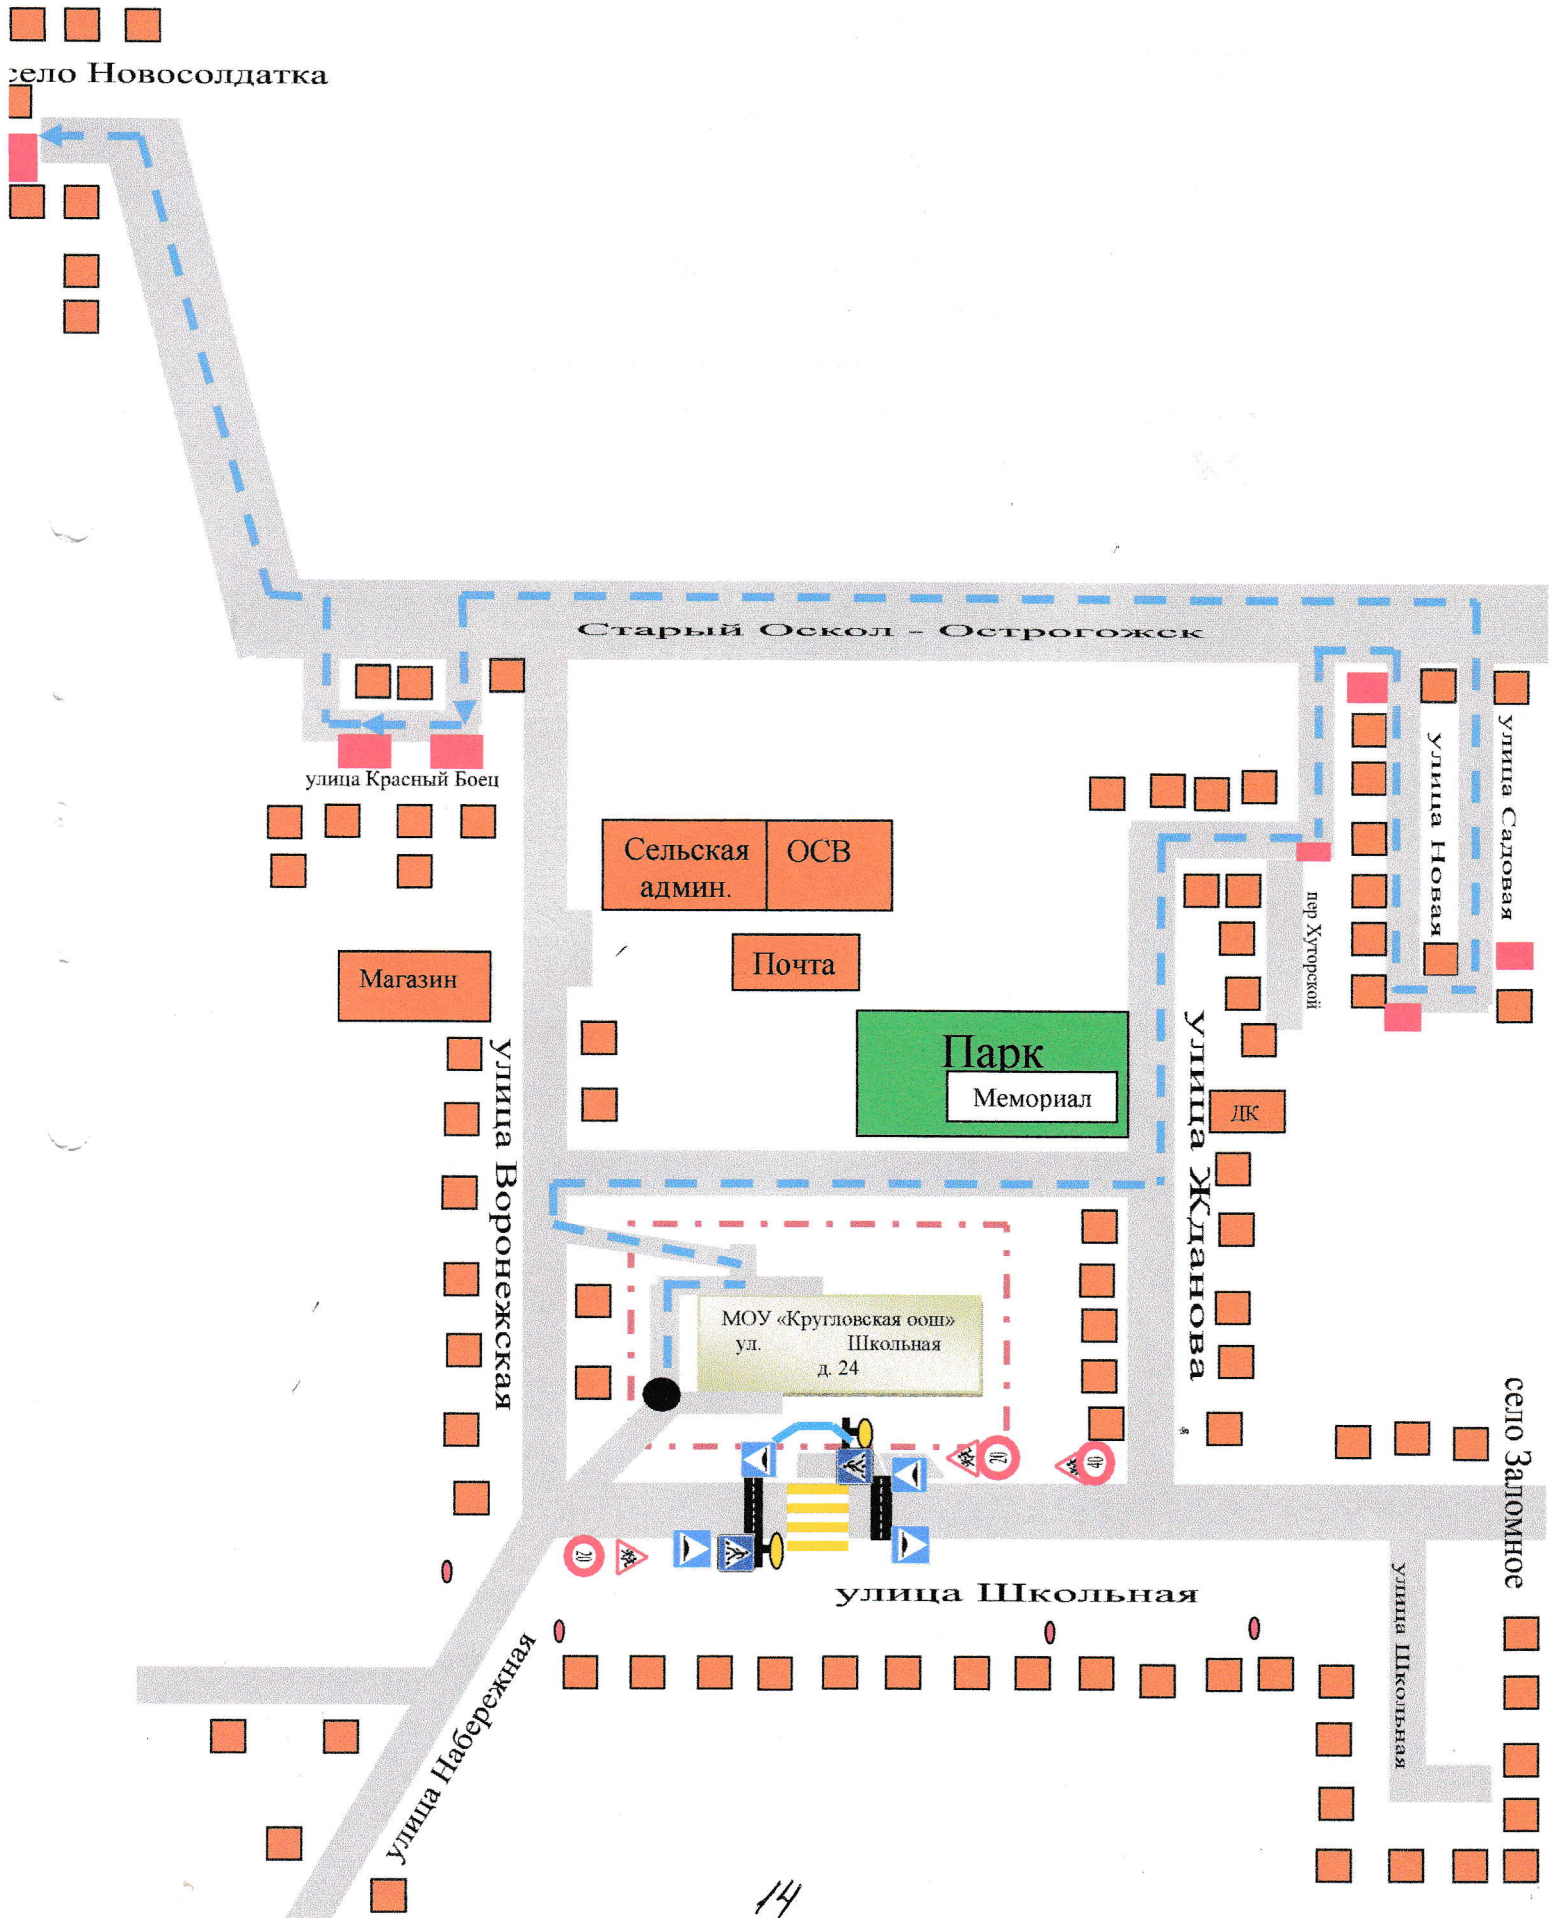 село Новосолдатка
Старый Оскол - Острогожск
улица Красный Боец
улица Садовая
улица Новая
Сельская
админ.
ОСВ
пер Хуторской
Почта
Магазин
Парк
Мемориал
улица Жданова
ДК
улица Воронежская
МОУ «Кругловская оош»
ул. Школьная
д. 24
село Заломное
20
40
20
улица Школьная
улица Школьная
улица Набережная
14